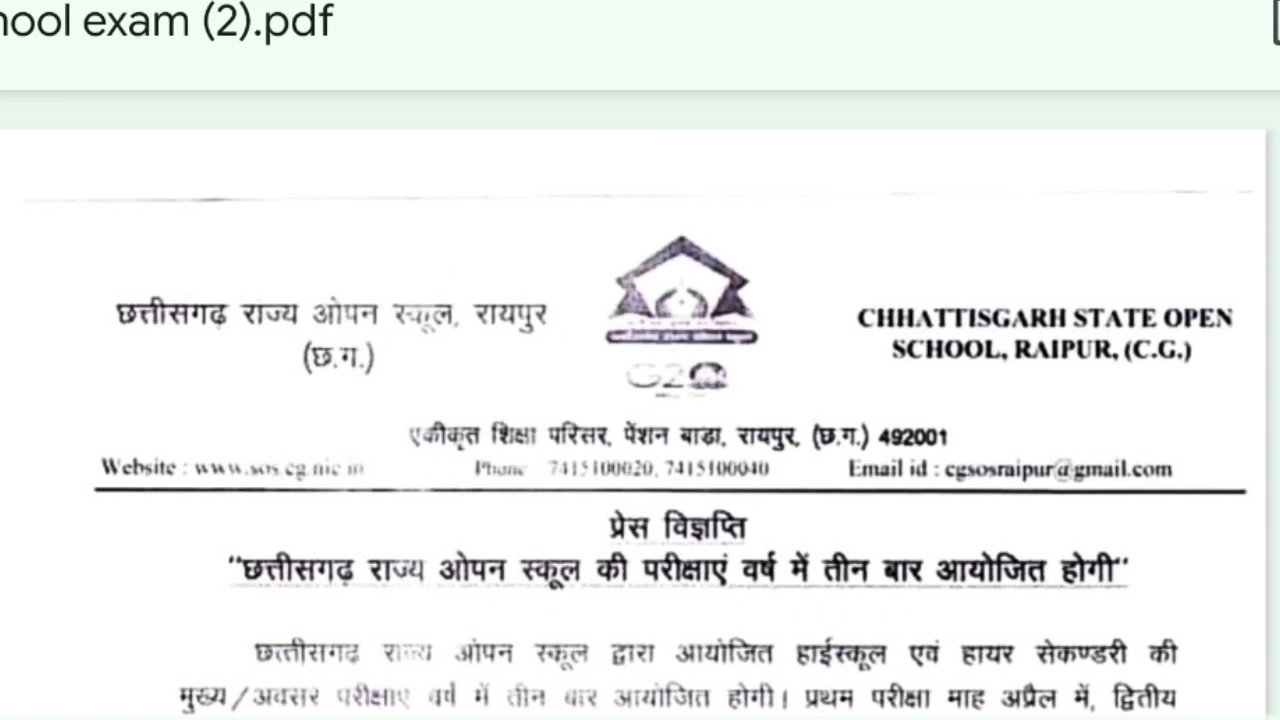 hool exam (2).pdf
छत्तीसगढ़ राज्य ओपन स्कूल, रायपुर
(छ.ग.)
CHHATTISGARH STATE OPEN
SCHOOL, RAIPUR, (C.G.)
एकीकृत शिक्षा परिसर, पेंशन बाडा, रायपुर, (छ.ग.) 492001
Website : www.sos.cg.nic.in Phone 7415100020, 7415100040 Email id : cgsosraipur@gmail.com
प्रेस विज्ञप्ति
"छत्तीसगढ़ राज्य ओपन स्कूल की परीक्षाएं वर्ष में तीन बार आयोजित होगी"
छत्तीसगढ़ राज्य ओपन स्कूल द्वारा आयोजित हाईस्कूल एवं हायर सेकण्डरी की
मुख्य/अवसर परीक्षाएं वर्ष में तीन बार आयोजित होगी। प्रथम परीक्षा माह अप्रैल में, द्वितीय